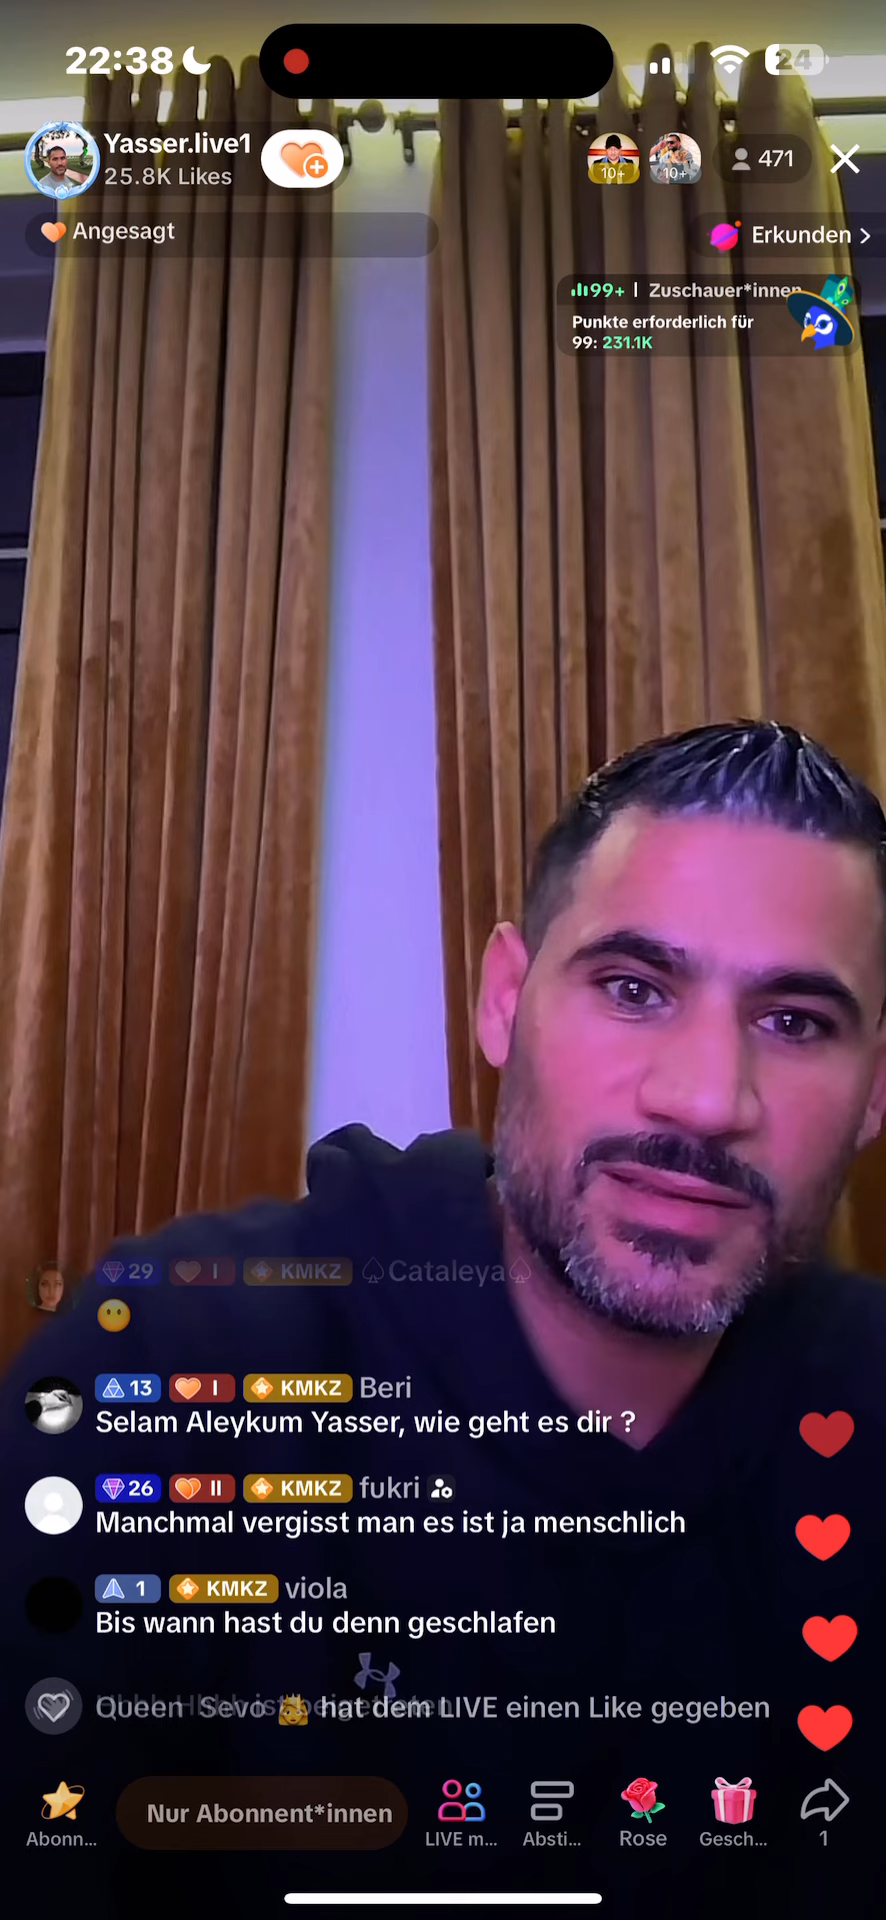 22:38
24
Yasser.live1
25.8K Likes
10+
10+
471
Angesagt
Erkunden >
99+ | Zuschauer*innen
Punkte erforderlich für
99: 231.1K
29 I KMKZ ♤Cataleya♤
😶
13 I KMKZ Beri
Selam Aleykum Yasser, wie geht es dir ?
26 II KMKZ fukri
Manchmal vergisst man es ist ja menschlich
1 KMKZ viola
Bis wann hast du denn geschlafen
Queen Sevo 👸 hat dem LIVE einen Like gegeben
Nur Abonnent*innen
Abonn... LIVE m... Absti... Rose Gesch... 1